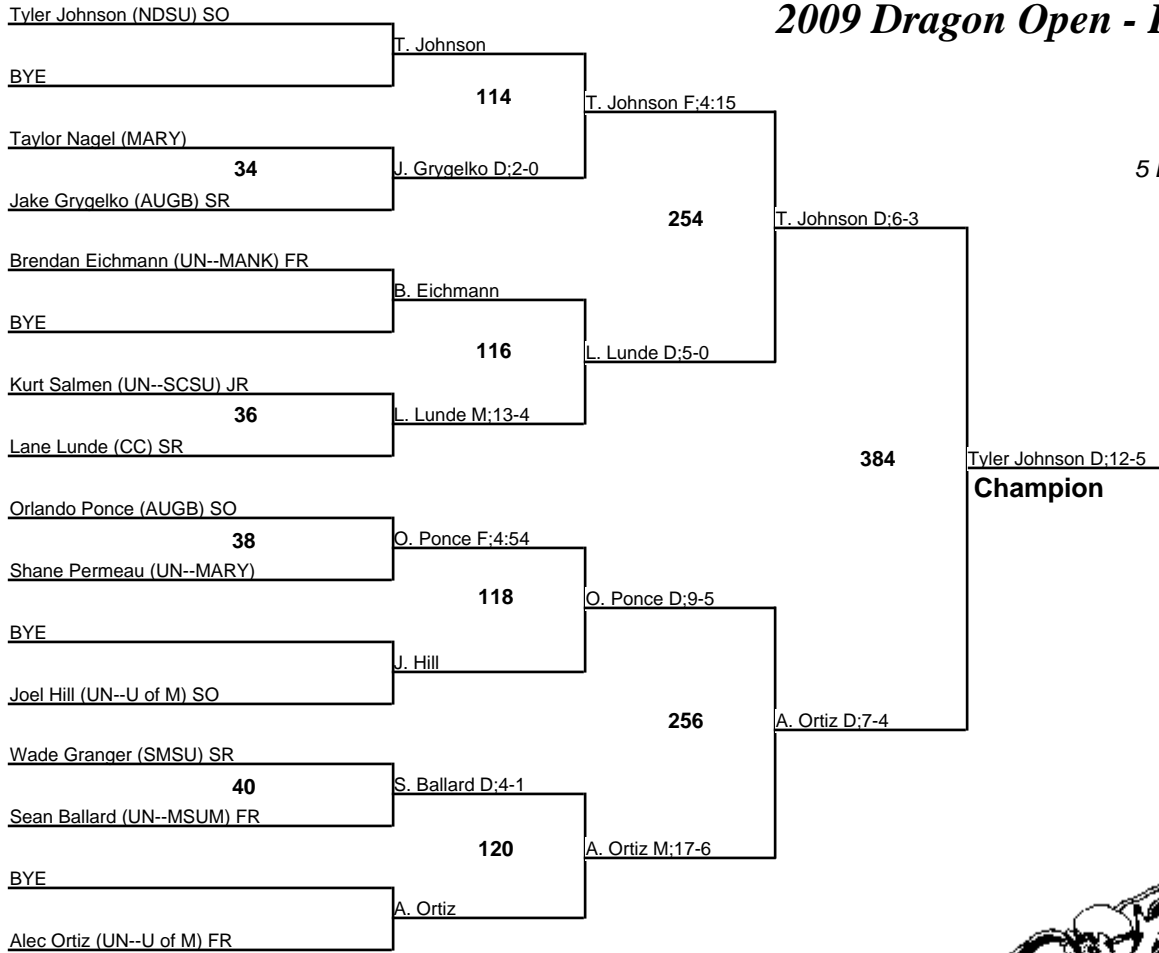 2009 Dragon Open -
Tyler Johnson (NDSU) SO
BYE
Taylor Nagel (MARY)
34
Jake Grygelko (AUGB) SR
Brendan Eichmann (UN--MANK) FR
BYE
Kurt Salmen (UN--SCSU) JR
36
Lane Lunde (CC) SR
Orlando Ponce (AUGB) SO
38
Shane Permeau (UN--MARY)
BYE
Joel Hill (UN--U of M) SO
Wade Granger (SMSU) SR
40
Sean Ballard (UN--MSUM) FR
BYE
Alec Ortiz (UN--U of M) FR
T. Johnson
114
J. Grygelko D;2-0
B. Eichmann
116
L. Lunde M;13-4
O. Ponce F;4:54
118
J. Hill
S. Ballard D;4-1
120
A. Ortiz
T. Johnson F;4:15
254
L. Lunde D;5-0
O. Ponce D;9-5
256
A. Ortiz M;17-6
T. Johnson D;6-3
384
A. Ortiz D;7-4
Tyler Johnson D;12-5
Champion
5